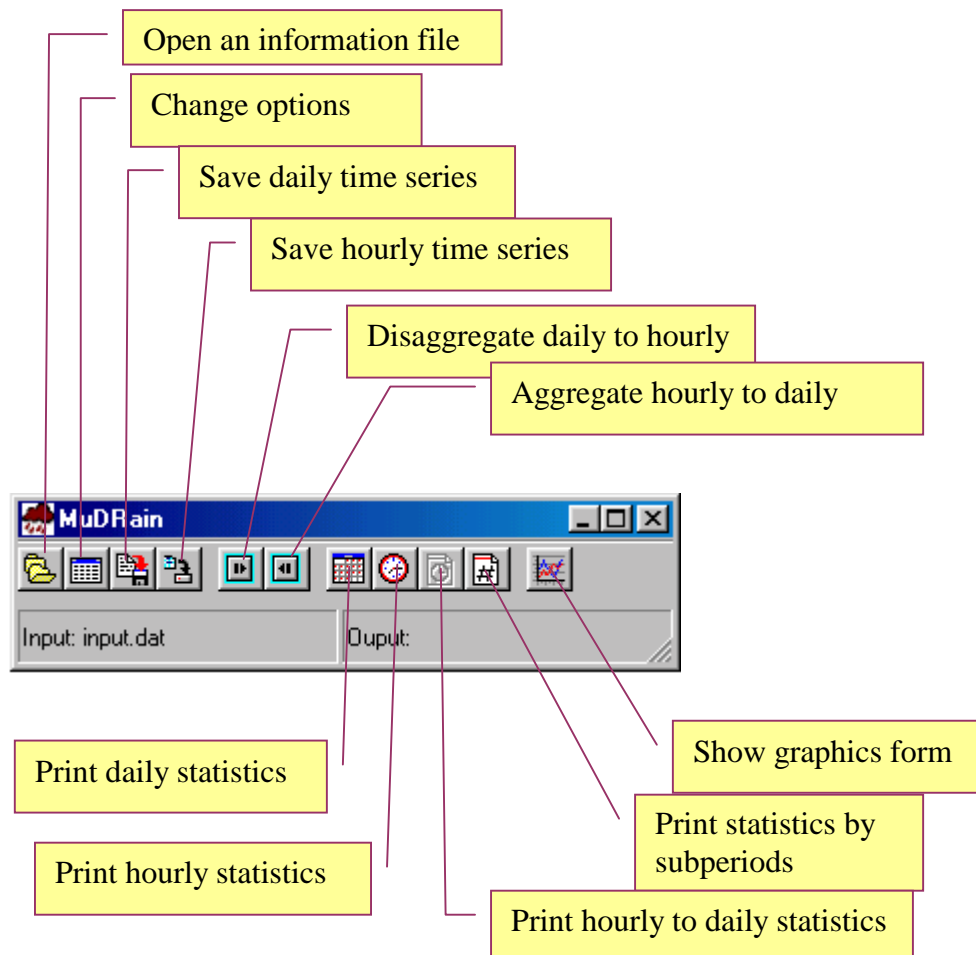 Open an information file
Change options
Save daily time series
Save hourly time series
Disaggregate daily to hourly
Aggregate hourly to daily
MuDRain
Input: input.dat
Ouput:
Show graphics form
Print daily statistics
Print statistics by
subperiods
Print hourly statistics
Print hourly to daily statistics